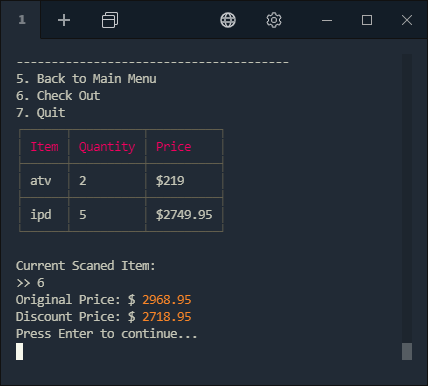 1
---------------------------------------
5. Back to Main Menu
6. Check Out
7. Quit
Item Quantity Price
atv 2 $219
ipd 5 $2749.95
Current Scaned Item:
>> 6
Original Price: $ 2968.95
Discount Price: $ 2718.95
Press Enter to continue...